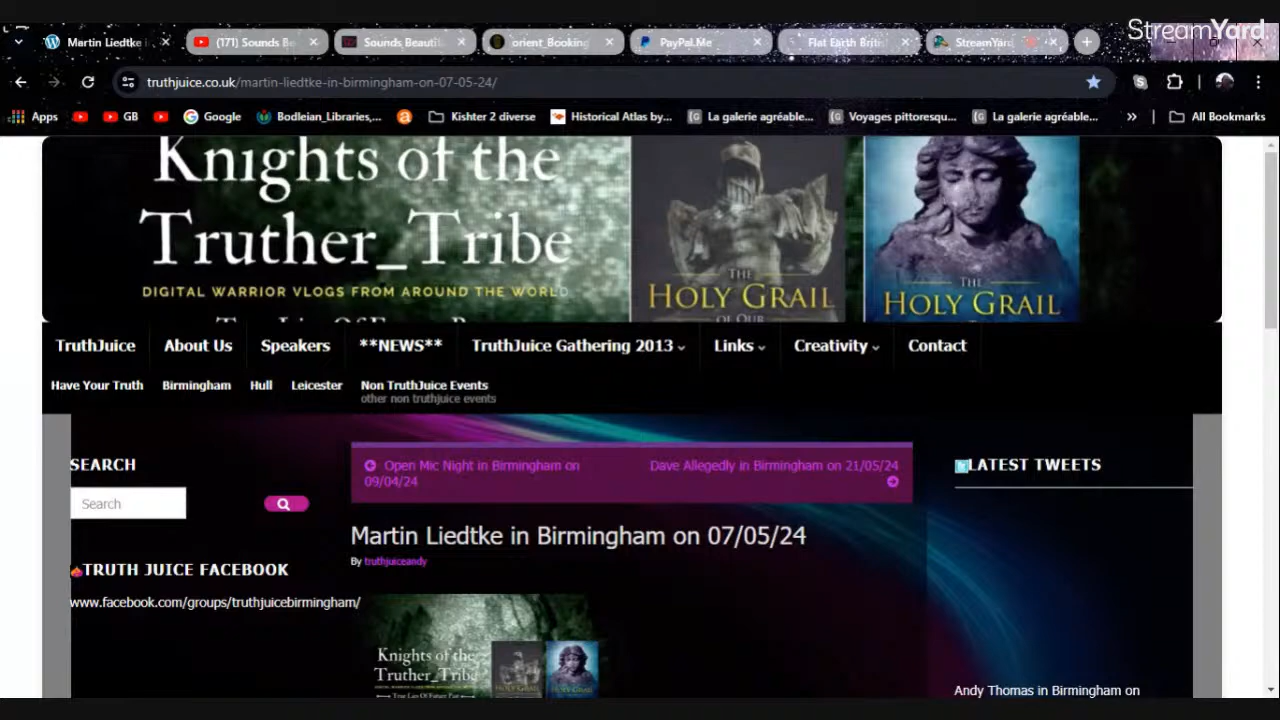 StreamYard
Martin Liedtke i
(171) Sounds Be
Sounds Beauti
orient_Booking
PayPal.Me
Flat Earth Briti
StreamYard
truthjuice.co.uk/martin-liedtke-in-birmingham-on-07-05-24/
Apps
GB
Google
Bodleian_Libraries,...
Kishter 2 diverse
Historical Atlas by...
La galerie agréable...
Voyages pittoresqu...
La galerie agréable...
»
All Bookmarks
Knights of the
Truther_Tribe
DIGITAL WARRIOR VLOGS FROM AROUND THE WORLD
THE
HOLY GRAIL
OF OUR
THE
HOLY GRAIL
TruthJuice
About Us
Speakers
**NEWS**
TruthJuice Gathering 2013
Links
Creativity
Contact
Have Your Truth
Birmingham
Hull
Leicester
Non TruthJuice Events
other non truthjuice events
SEARCH
Search
TRUTH JUICE FACEBOOK
www.facebook.com/groups/truthjuicebirmingham/
Open Mic Night in Birmingham on
09/04/24
Dave Allegedly in Birmingham on 21/05/24
Martin Liedtke in Birmingham on 07/05/24
By truthjuiceandy
Knights of the
Truther_Tribe
LATEST TWEETS
Andy Thomas in Birmingham on